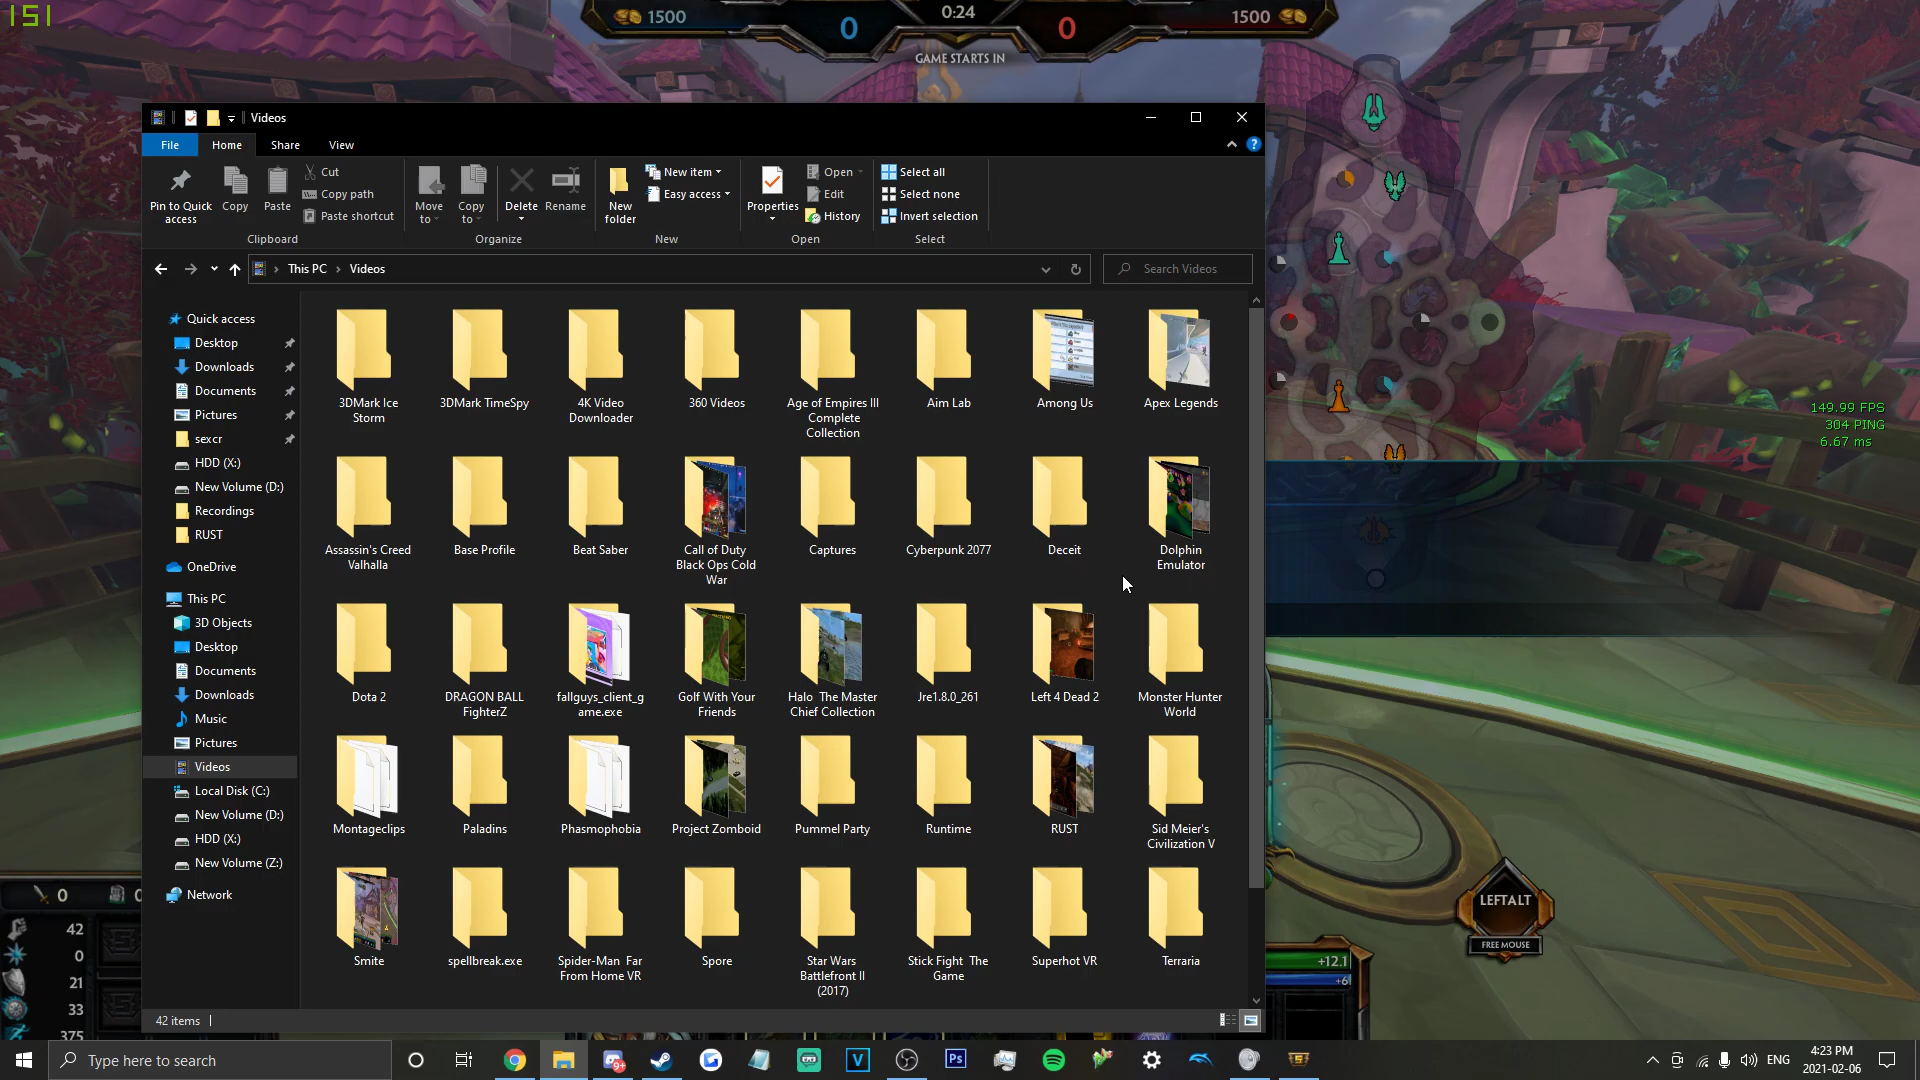 151
1500
0
0:24
0
1500
GAME STARTS IN
Videos
File
Home
Share
View
Pin to Quick access
Copy
Paste
Cut
Copy path
Paste shortcut
Clipboard
Move to
Copy to
Delete
Rename
Organize
New folder
New item
Easy access
New
Properties
Open
Edit
History
Open
Select all
Select none
Invert selection
Select
This PC
Videos
Search Videos
Quick access
Desktop
Downloads
Documents
Pictures
sexcr
HDD (X:)
New Volume (D:)
Recordings
RUST
OneDrive
This PC
3D Objects
Desktop
Documents
Downloads
Music
Pictures
Videos
Local Disk (C:)
New Volume (D:)
HDD (X:)
New Volume (Z:)
Network
3DMark Ice Storm
3DMark TimeSpy
4K Video Downloader
360 Videos
Age of Empires III Complete Collection
Aim Lab
Among Us
Apex Legends
Assassin's Creed Valhalla
Base Profile
Beat Saber
Call of Duty Black Ops Cold War
Captures
Cyberpunk 2077
Deceit
Dolphin Emulator
Dota 2
DRAGON BALL FighterZ
fallguys_client_game.exe
Golf With Your Friends
Halo The Master Chief Collection
Jre1.8.0_261
Left 4 Dead 2
Monster Hunter World
Montageclips
Paladins
Phasmophobia
Project Zomboid
Pummel Party
Runtime
RUST
Sid Meier's Civilization V
Smite
spellbreak.exe
Spider-Man Far From Home VR
Spore
Star Wars Battlefront II (2017)
Stick Fight The Game
Superhot VR
Terraria
42 items
149.99 FPS
304 PING
6.67 ms
0
0
42
0
21
33
375
+12.1
+6
LEFTALT
FREE MOUSE
Type here to search
9+
V
Ps
ENG
4:23 PM
2021-02-06